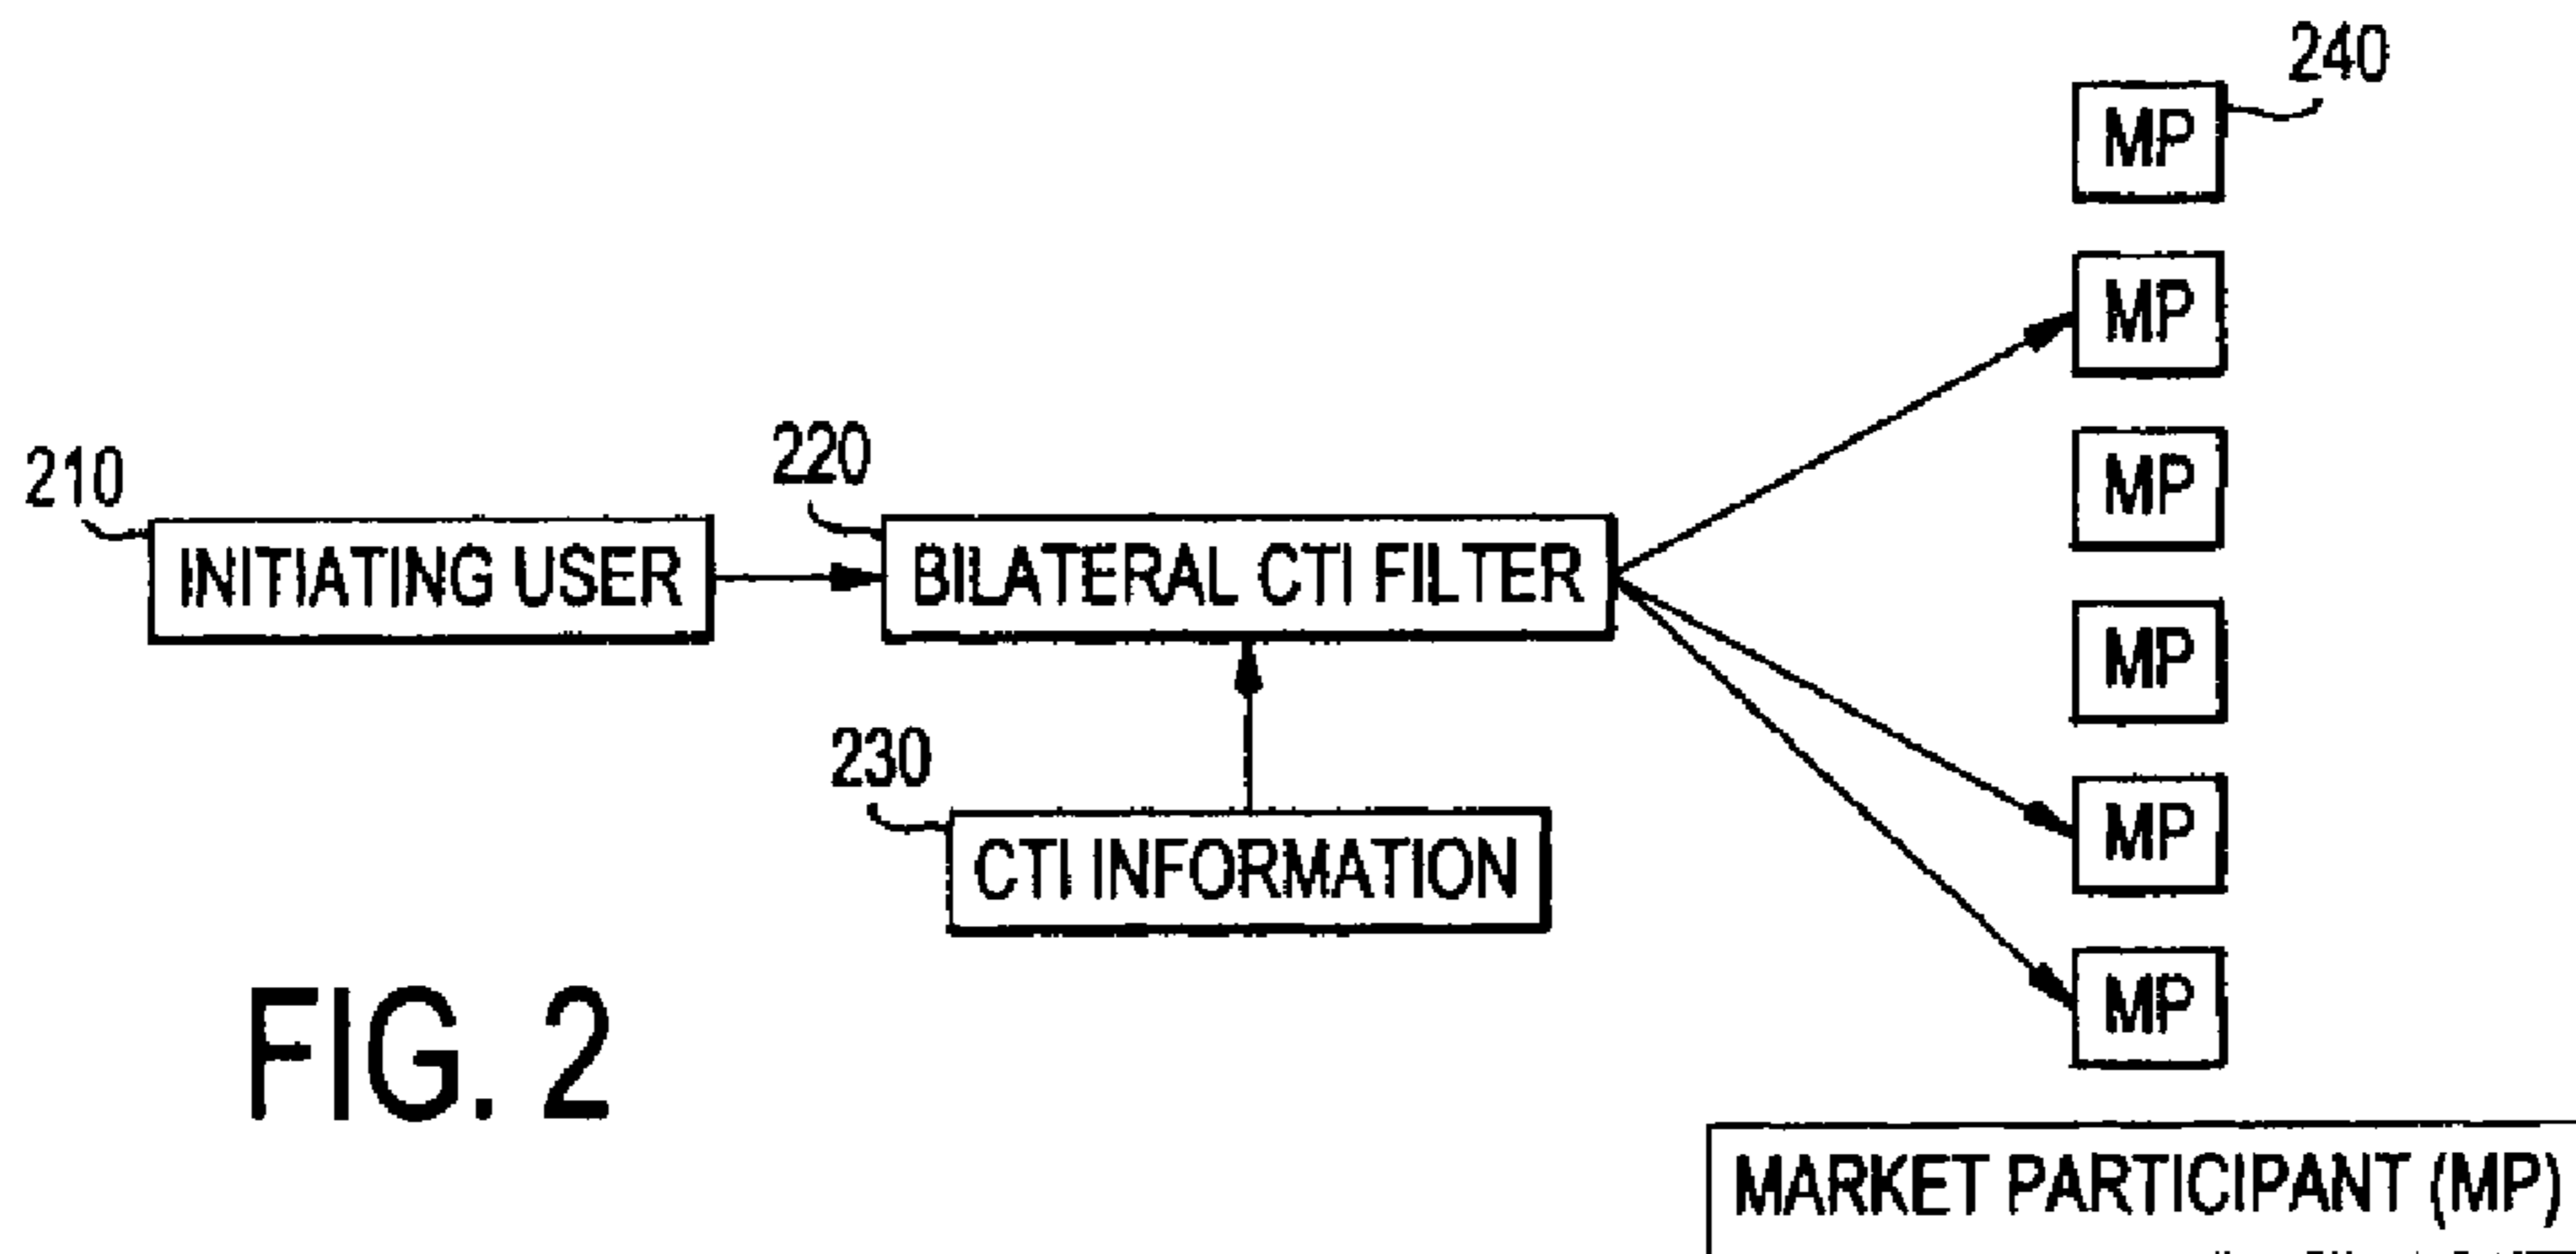 240
MP
MP
210
220
MP
INITIATING USER
BILATERAL CTI FILTER
MP
230
MP
CTI INFORMATION
MP
FIG. 2
MARKET PARTICIPANT (MP)